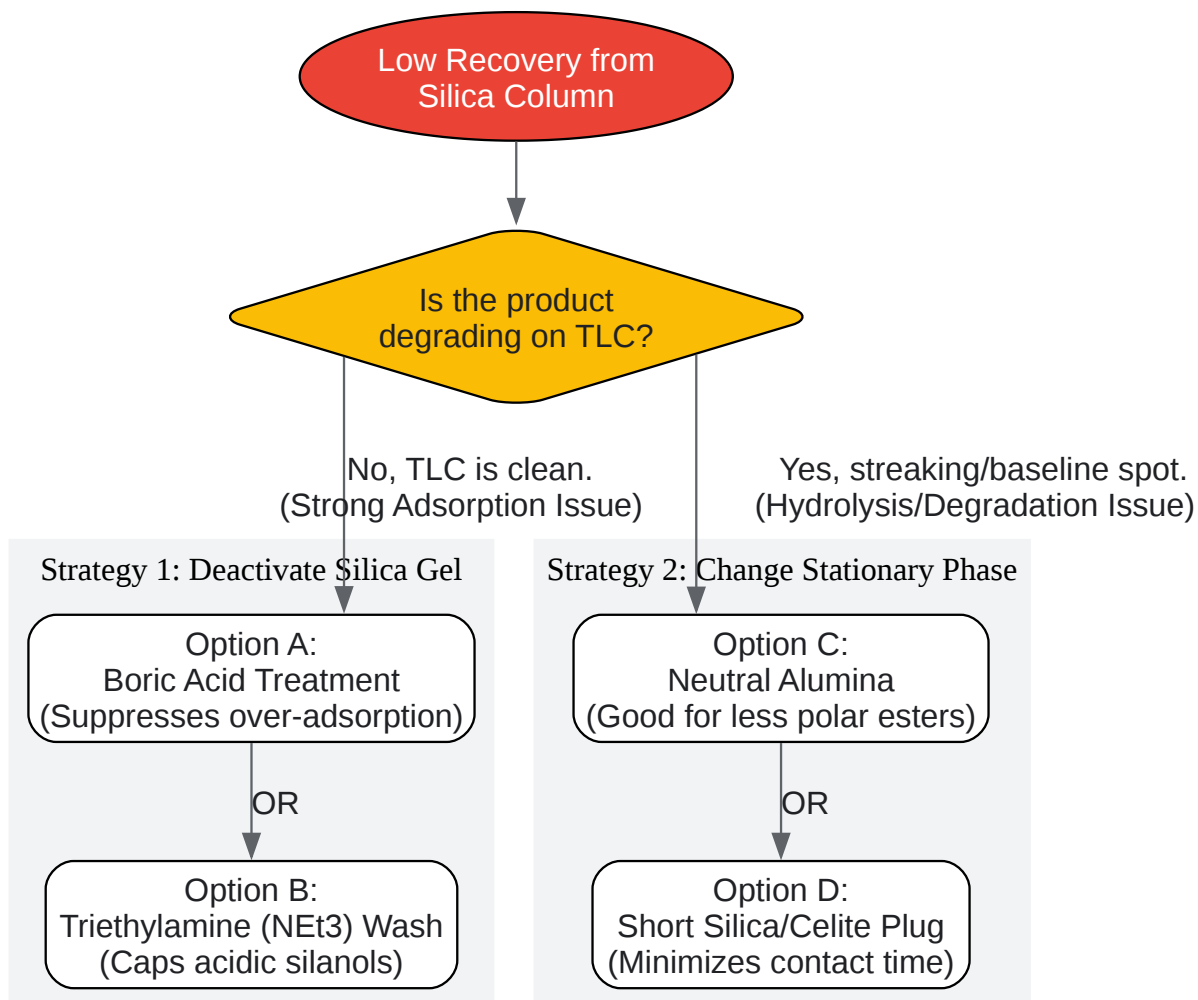 Low Recovery from
Silica Column
Is the product
degrading on TLC?
No, TLC is clean.
(Strong Adsorption Issue)
Yes, streaking/baseline spot.
(Hydrolysis/Degradation Issue)
Strategy 1: Deactivate Silica Gel
Option A:
Boric Acid Treatment
(Suppresses over-adsorption)
OR
Option B:
Triethylamine (NEt3) Wash
(Caps acidic silanols)
Strategy 2: Change Stationary Phase
Option C:
Neutral Alumina
(Good for less polar esters)
OR
Option D:
Short Silica/Celite Plug
(Minimizes contact time)